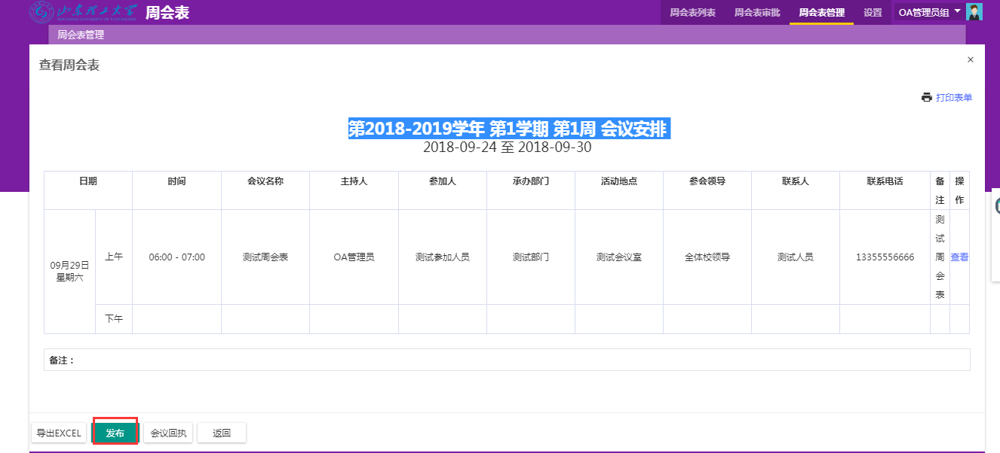 山东理工大学
SHANDONG UNIVERSITY OF TECHNOLOGY
周会表
周会表列表 周会表审批 周会表管理 设置 OA管理员组
周会表管理
查看周会表
×
打印表单
第2018-2019学年 第1学期 第1周 会议安排
2018-09-24 至 2018-09-30
日期 时间 会议名称 主持人 参加人 承办部门 活动地点 参会领导 联系人 联系电话 备注 操作
09月29日 星期六 上午 06:00 - 07:00 测试周会表 OA管理员 测试参加人员 测试部门 测试会议室 全体校领导 测试人员 13355556666 测试周会表 查看
下午
备注：
导出EXCEL 发布 会议回执 返回